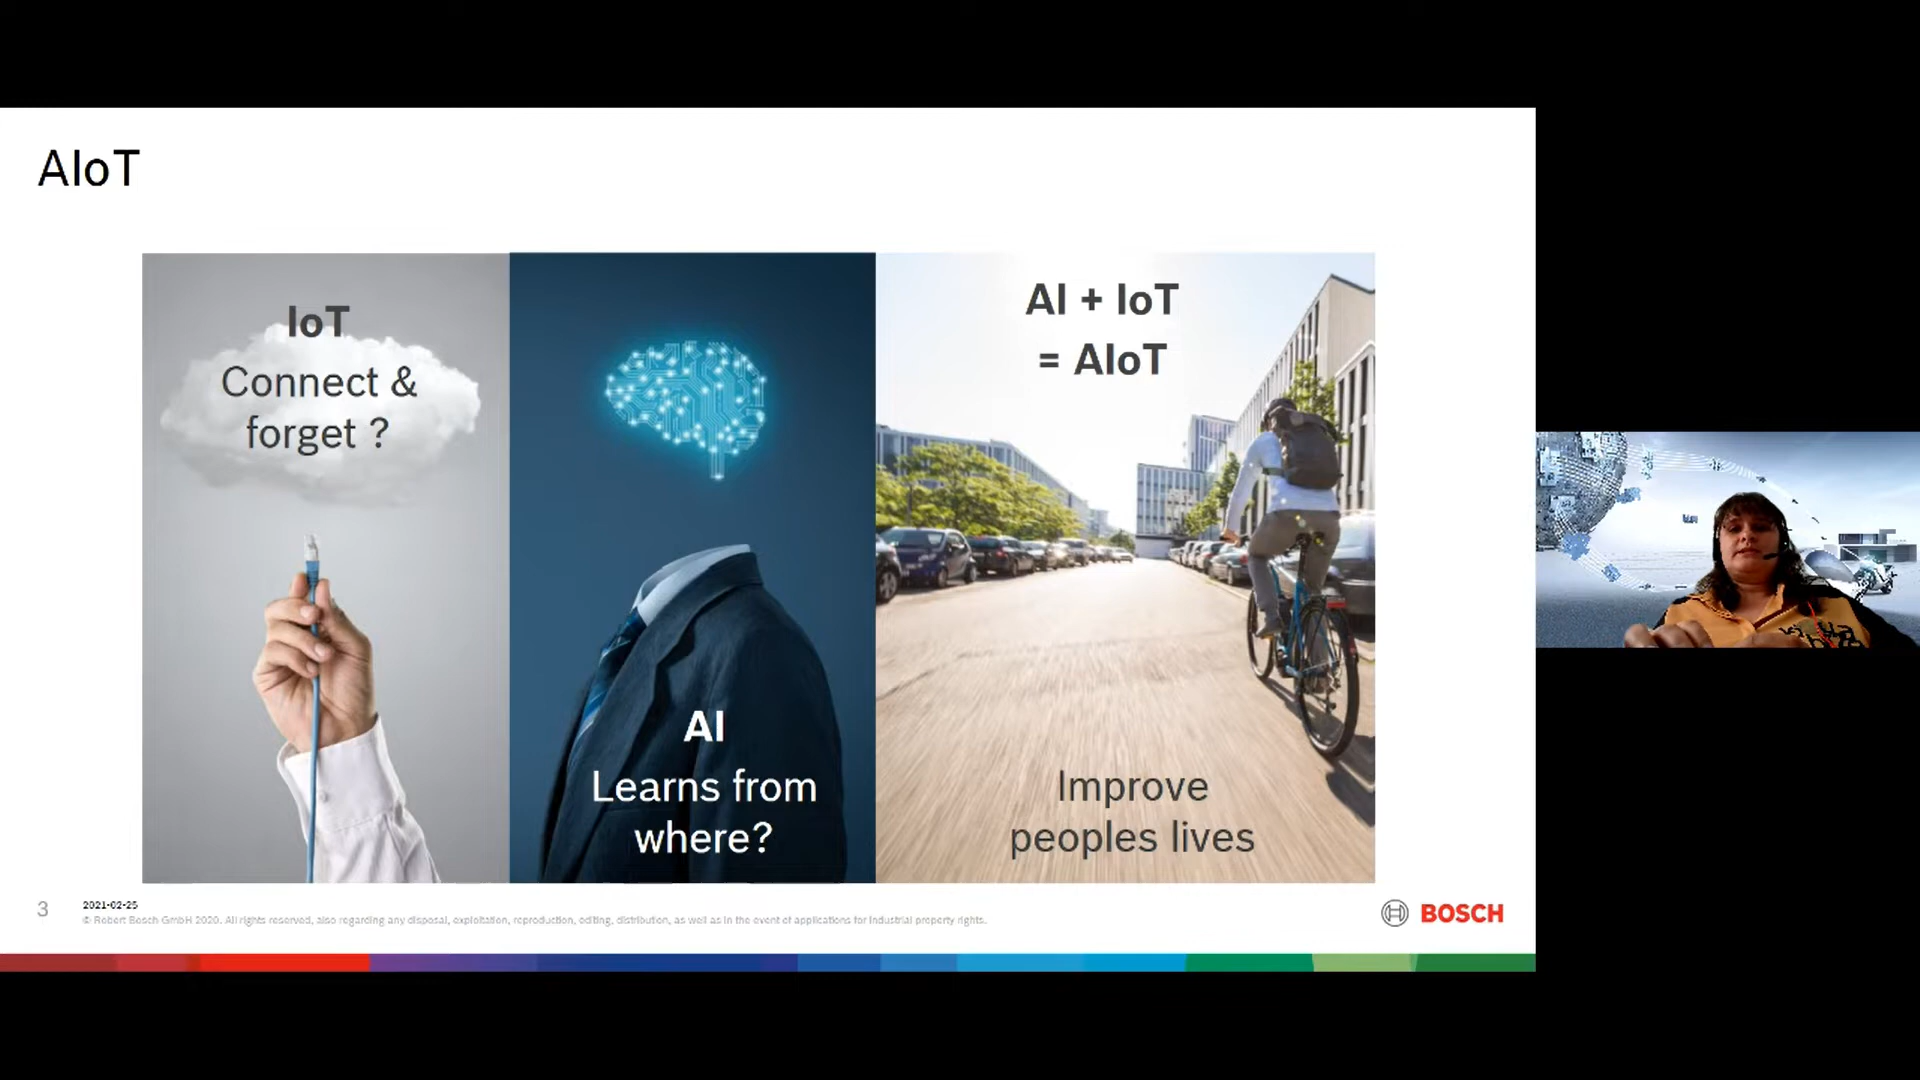 AIoT
IoT
Connect &
forget ?
AI
Learns from
where?
AI + IoT
= AIoT
Improve
peoples lives
3
2021-02-25
© Robert Bosch GmbH 2020. All rights reserved, also regarding any disposal, exploitation, reproduction, editing, distribution, as well as in the event of applications for industrial property rights.
BOSCH